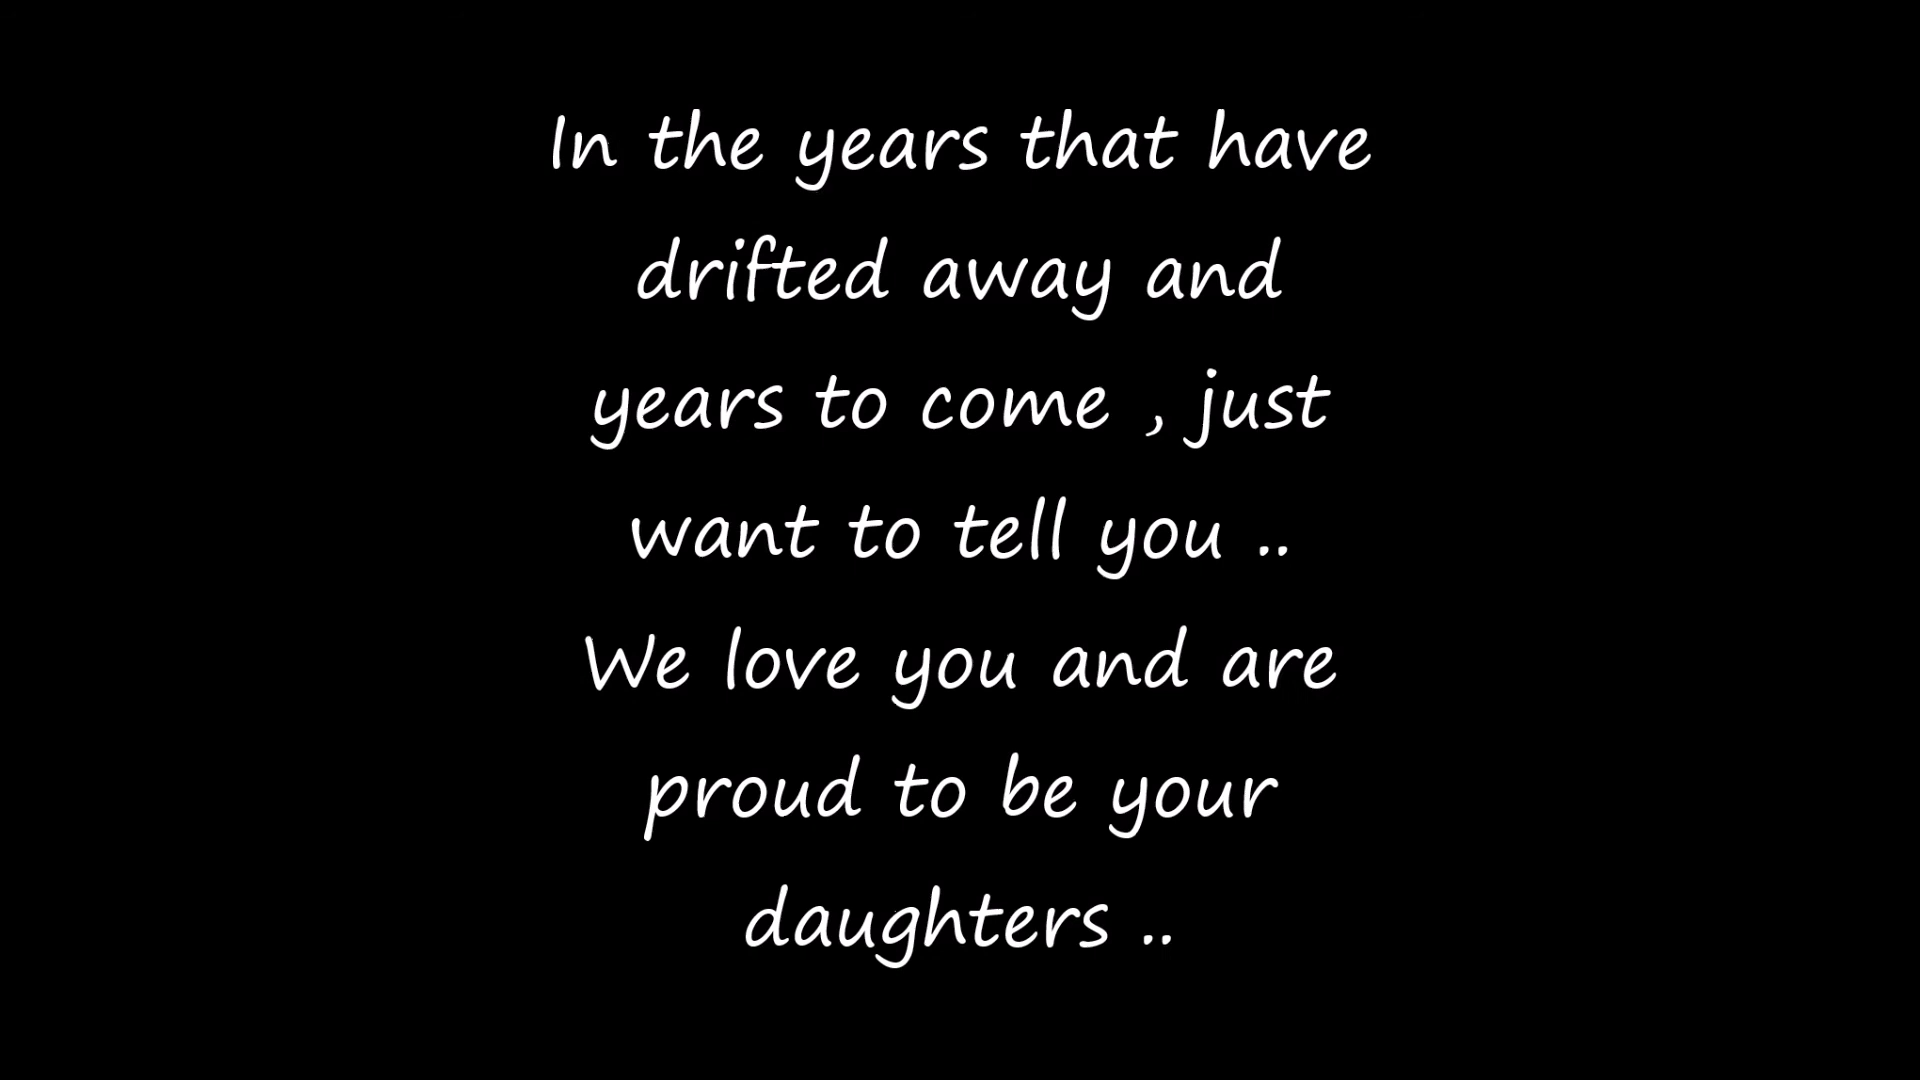 In the years that have
drifted away and
years to come , just
want to tell you ..
We love you and are
proud to be your
daughters ..